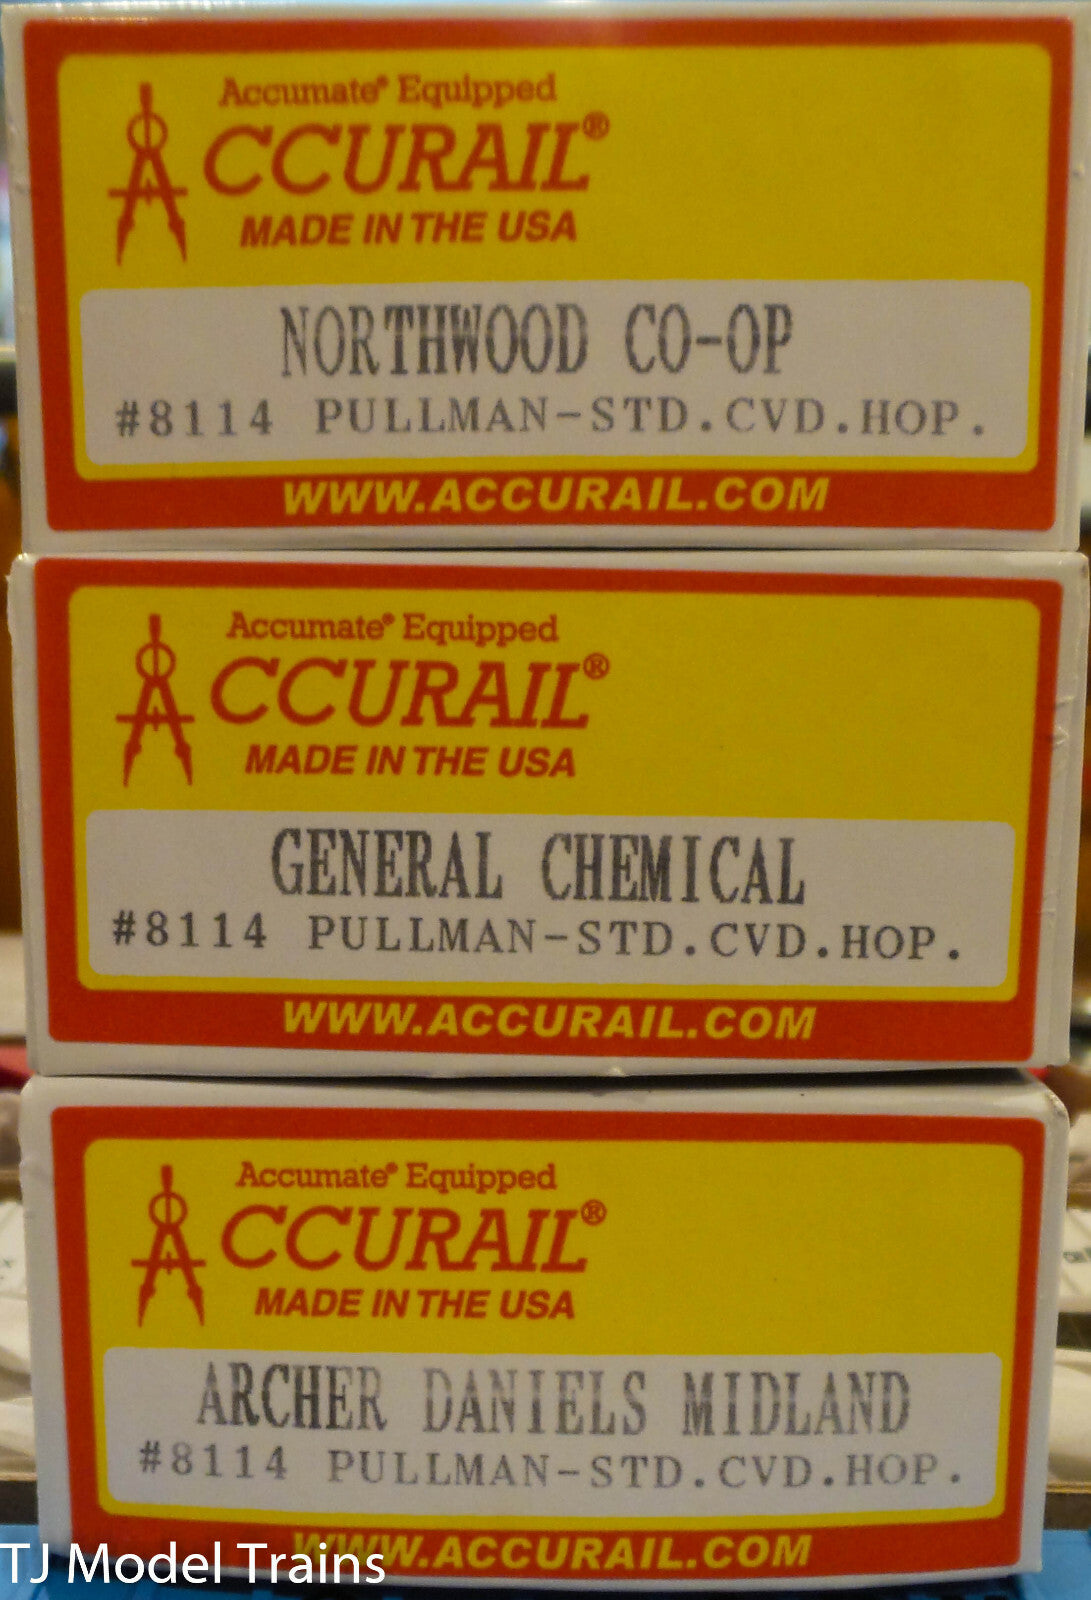 Accumate® Equipped
ACCURAIL®
MADE IN THE USA
NORTHWOOD CO-OP
#8114 PULLMAN-STD.CVD.HOP.
WWW.ACCURAIL.COM
Accumate® Equipped
ACCURAIL®
MADE IN THE USA
GENERAL CHEMICAL
#8114 PULLMAN-STD.CVD.HOP.
WWW.ACCURAIL.COM
Accumate® Equipped
ACCURAIL®
MADE IN THE USA
ARCHER DANIELS MIDLAND
#8114 PULLMAN-STD.CVD.HOP.
WWW.ACCURAIL.COM
TJ Model Trains